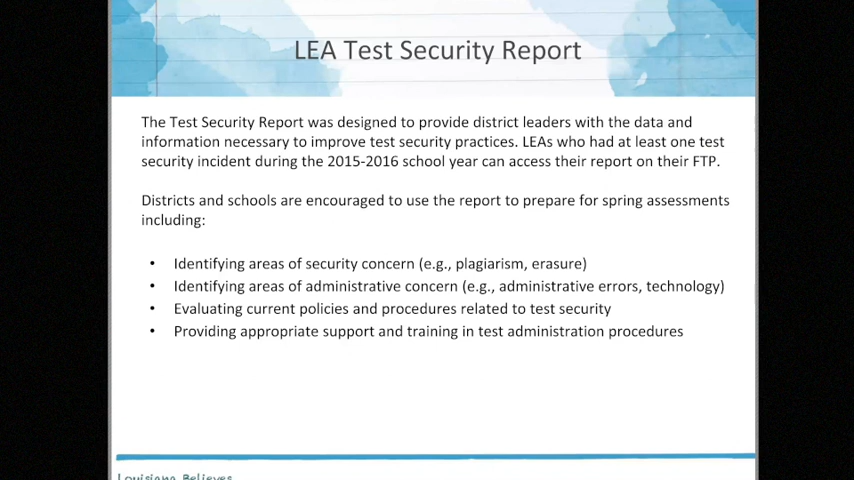 LEA Test Security Report
The Test Security Report was designed to provide district leaders with the data and
information necessary to improve test security practices. LEAs who had at least one test
security incident during the 2015-2016 school year can access their report on their FTP.
Districts and schools are encouraged to use the report to prepare for spring assessments
including:
• Identifying areas of security concern (e.g., plagiarism, erasure)
• Identifying areas of administrative concern (e.g., administrative errors, technology)
• Evaluating current policies and procedures related to test security
• Providing appropriate support and training in test administration procedures
Louisiana Believes